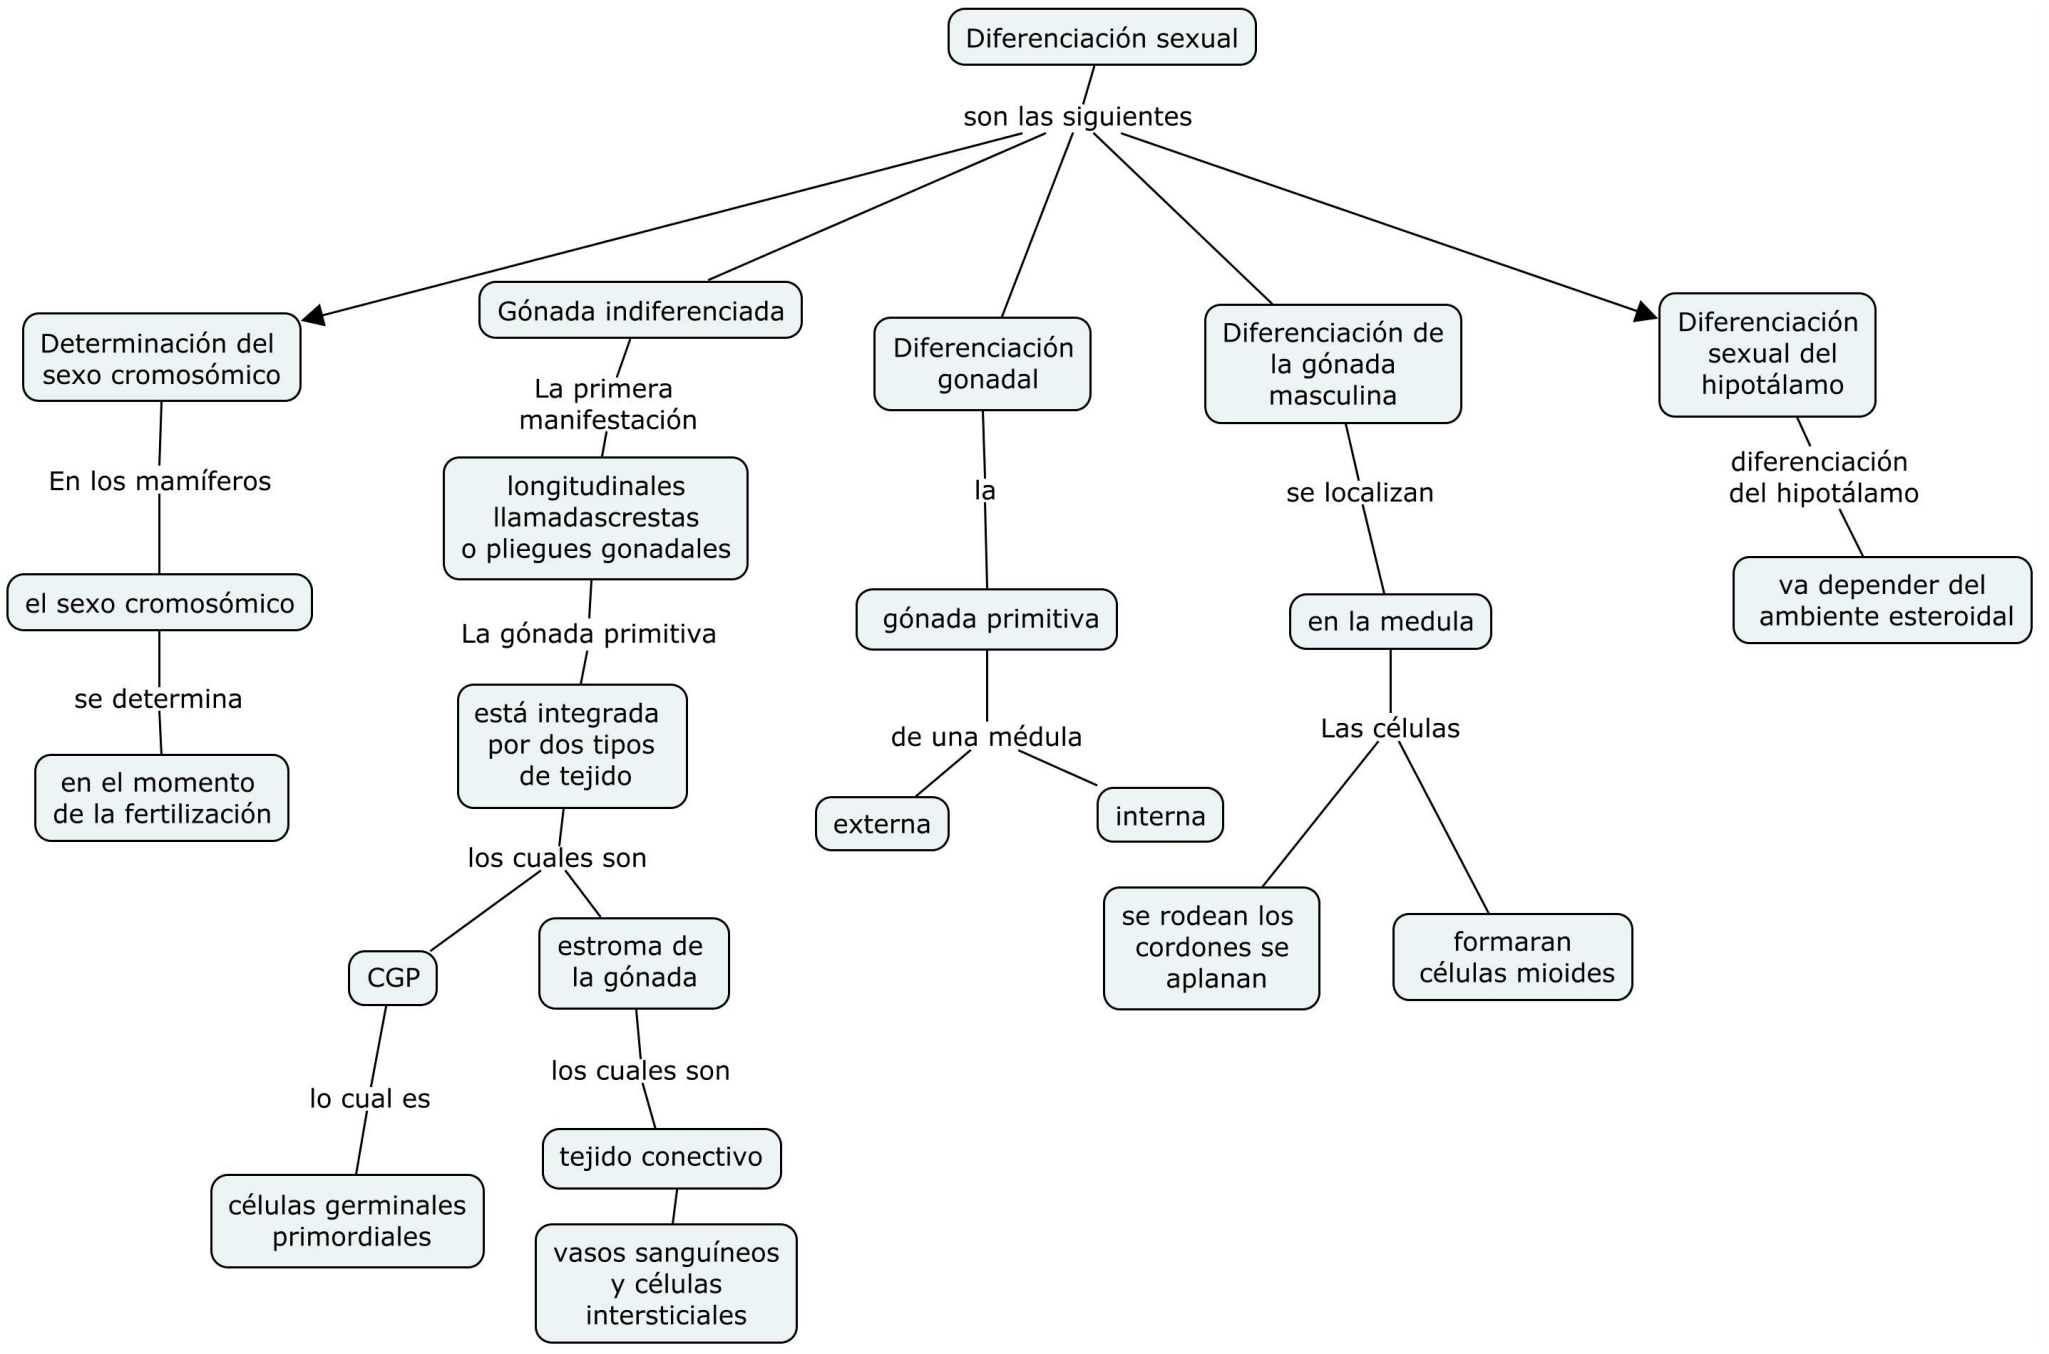 Diferenciación sexual
son las siguientes
Determinación del
sexo cromosómico
En los mamíferos
el sexo cromosómico
se determina
en el momento
de la fertilización
Gónada indiferenciada
La primera
manifestación
longitudinales
llamadascrestas
o pliegues gonadales
La gónada primitiva
está integrada
por dos tipos
de tejido
los cuales son
CGP
lo cual es
células germinales
primordiales
estroma de
la gónada
los cuales son
tejido conectivo
vasos sanguíneos
y células
intersticiales
Diferenciación
gonadal
la
gónada primitiva
de una médula
externa
interna
Diferenciación de
la gónada
masculina
se localizan
en la medula
Las células
se rodean los
cordones se
aplanan
formaran
células mioides
Diferenciación
sexual del
hipotálamo
diferenciación
del hipotálamo
va depender del
ambiente esteroidal